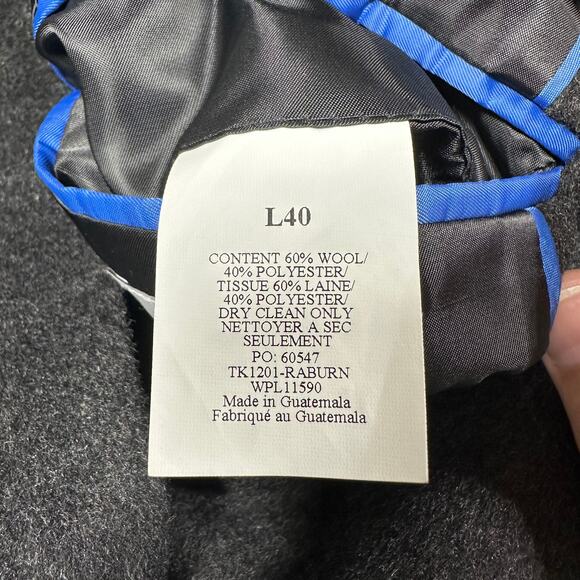 L40
CONTENT 60% WOOL/
40% POLYESTER/
TISSUE 60% LAINE/
40% POLYESTER/
DRY CLEAN ONLY
NETTOYER A SEC
SEULEMENT
PO: 60547
TK1201-RABURN
WPL11590
Made in Guatemala
Fabriqué au Guatemala